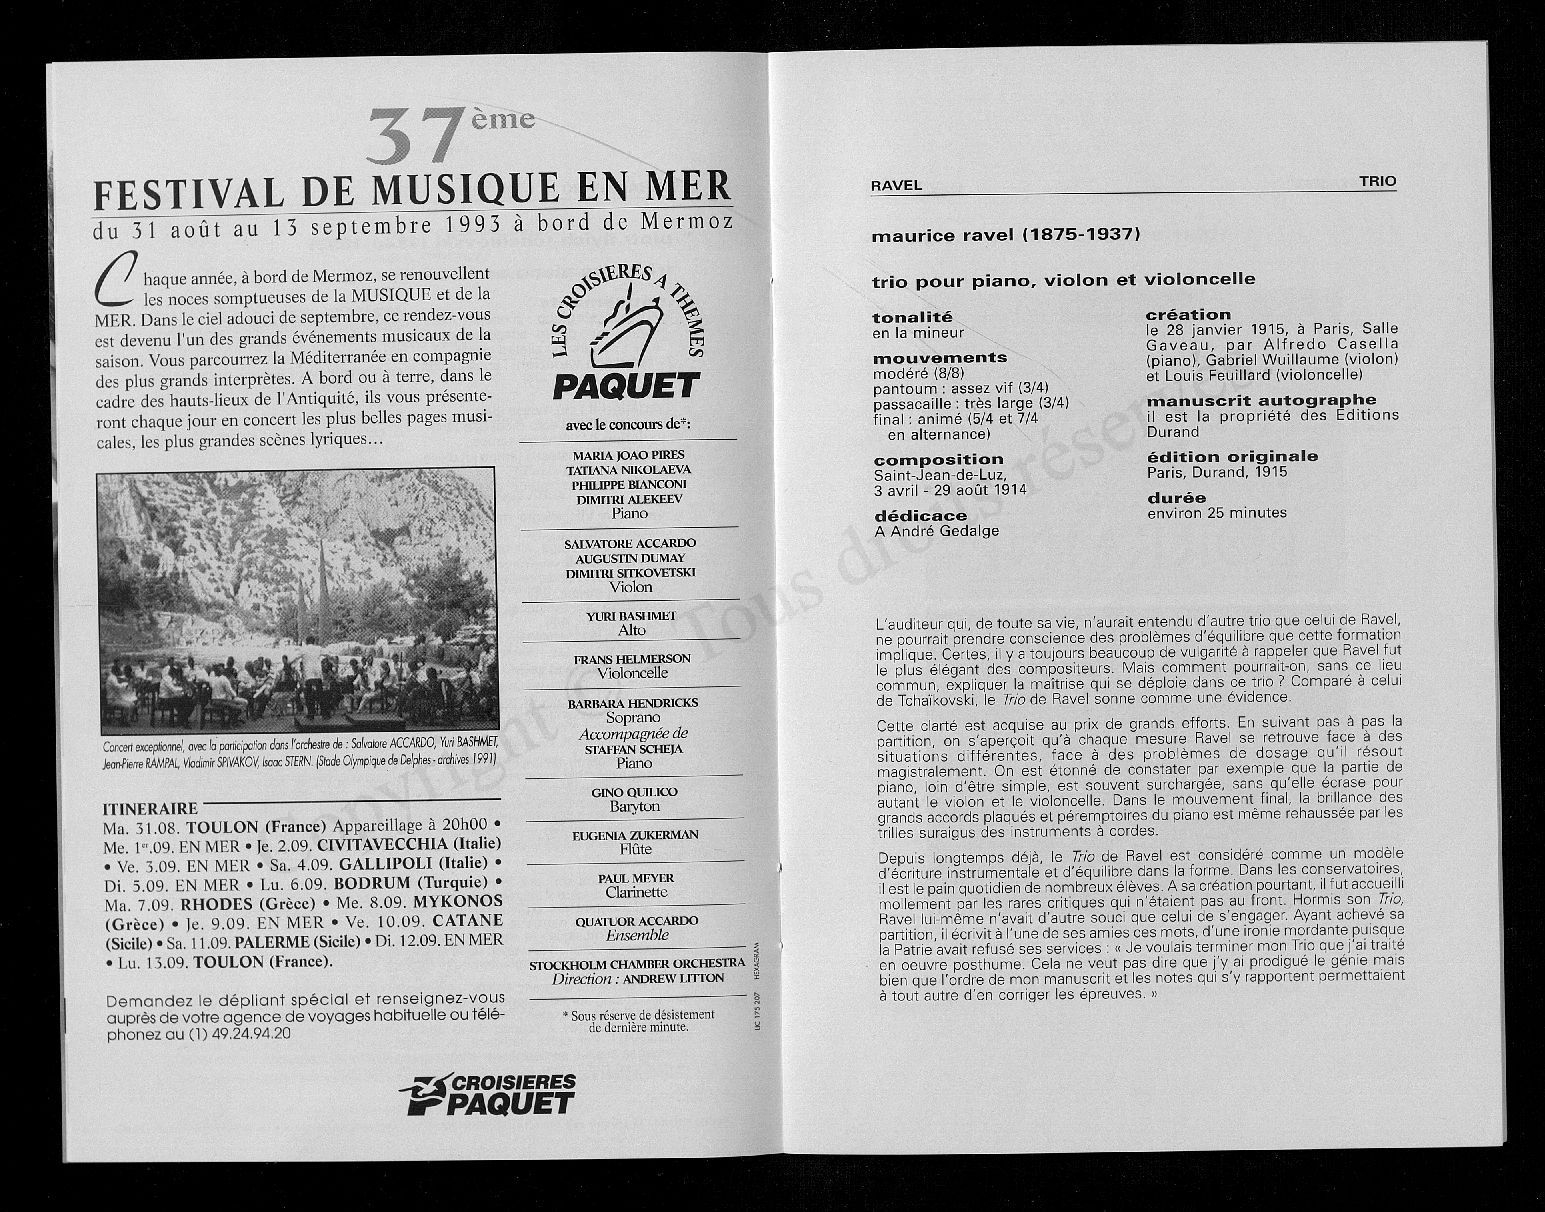 37ème
FESTIVAL DE MUSIQUE EN MER
du 31 août au 13 septembre 1993 à bord de Mermoz
Chaque année, à bord de Mermoz, se renouvellent
les noces somptueuses de la MUSIQUE et de la
MER. Dans le ciel adouci de septembre, ce rendez-vous
est devenu l'un des grands événements musicaux de la
saison. Vous parcourrez la Méditerranée en compagnie
des plus grands interprètes. A bord ou à terre, dans le
cadre des hauts-lieux de l'Antiquité, ils vous présente-
ront chaque jour en concert les plus belles pages musi-
cales, les plus grandes scènes lyriques...
Concert exceptionnel, avec la participation dans l'orchestre de : Salvatore ACCARDO, Yuri BASHMET,
Jean-Pierre RAMPAL, Vladimir SPIVAKOV, Isaac STERN. (Stade Olympique de Delphes - archives 1991)
ITINERAIRE
Ma. 31.08. TOULON (France) Appareillage à 20h00 •
Me. 1er.09. EN MER • Je. 2.09. CIVITAVECCHIA (Italie)
• Ve. 3.09. EN MER • Sa. 4.09. GALLIPOLI (Italie) •
Di. 5.09. EN MER • Lu. 6.09. BODRUM (Turquie) •
Ma. 7.09. RHODES (Grèce) • Me. 8.09. MYKONOS
(Grèce) • Je. 9.09. EN MER • Ve. 10.09. CATANE
(Sicile) • Sa. 11.09. PALERME (Sicile) • Di. 12.09. EN MER
• Lu. 13.09. TOULON (France).
Demandez le dépliant spécial et renseignez-vous
auprès de votre agence de voyages habituelle ou télé-
phonez au (1) 49.24.94.20
LES CROISIERES A THEMES
PAQUET
avec le concours de*:
MARIA JOAO PIRES
TATIANA NIKOLAEVA
PHILIPPE BIANCONI
DIMITRI ALEKEEV
Piano
SALVATORE ACCARDO
AUGUSTIN DUMAY
DIMITRI SITKOVETSKI
Violon
YURI BASHMET
Alto
FRANS HELMERSON
Violoncelle
BARBARA HENDRICKS
Soprano
Accompagnée de
STAFFAN SCHEJA
Piano
GINO QUILICO
Baryton
EUGENIA ZUKERMAN
Flûte
PAUL MEYER
Clarinette
QUATUOR ACCARDO
Ensemble
STOCKHOLM CHAMBER ORCHESTRA
Direction : ANDREW LITTON
* Sous réserve de désistement
de dernière minute.
UC 175 207 HEXAGRAM
CROISIERES
PAQUET
RAVEL TRIO
maurice ravel (1875-1937)
trio pour piano, violon et violoncelle
tonalité
en la mineur
mouvements
modéré (8/8)
pantoum : assez vif (3/4)
passacaille : très large (3/4)
final : animé (5/4 et 7/4
en alternance)
composition
Saint-Jean-de-Luz,
3 avril - 29 août 1914
dédicace
A André Gedalge
création
le 28 janvier 1915, à Paris, Salle
Gaveau, par Alfredo Casella
(piano), Gabriel Wuillaume (violon)
et Louis Feuillard (violoncelle)
manuscrit autographe
il est la propriété des Editions
Durand
édition originale
Paris, Durand, 1915
durée
environ 25 minutes
L'auditeur qui, de toute sa vie, n'aurait entendu d'autre trio que celui de Ravel,
ne pourrait prendre conscience des problèmes d'équilibre que cette formation
implique. Certes, il y a toujours beaucoup de vulgarité à rappeler que Ravel fut
le plus élégant des compositeurs. Mais comment pourrait-on, sans ce lieu
commun, expliquer la maîtrise qui se déploie dans ce trio ? Comparé à celui
de Tchaïkovski, le Trio de Ravel sonne comme une évidence.
Cette clarté est acquise au prix de grands efforts. En suivant pas à pas la
partition, on s'aperçoit qu'à chaque mesure Ravel se retrouve face à des
situations différentes, face à des problèmes de dosage qu'il résout
magistralement. On est étonné de constater par exemple que la partie de
piano, loin d'être simple, est souvent surchargée, sans qu'elle écrase pour
autant le violon et le violoncelle. Dans le mouvement final, la brillance des
grands accords plaqués et péremptoires du piano est même rehaussée par les
trilles suraigus des instruments à cordes.
Depuis longtemps déjà, le Trio de Ravel est considéré comme un modèle
d'écriture instrumentale et d'équilibre dans la forme. Dans les conservatoires,
il est le pain quotidien de nombreux élèves. A sa création pourtant, il fut accueilli
mollement par les rares critiques qui n'étaient pas au front. Hormis son Trio,
Ravel lui-même n'avait d'autre souci que celui de s'engager. Ayant achevé sa
partition, il écrivit à l'une de ses amies ces mots, d'une ironie mordante puisque
la Patrie avait refusé ses services : « Je voulais terminer mon Trio que j'ai traité
en oeuvre posthume. Cela ne veut pas dire que j'y ai prodigué le génie mais
bien que l'ordre de mon manuscrit et les notes qui s'y rapportent permettaient
à tout autre d'en corriger les épreuves. »
Copyright © Tous droits réservés